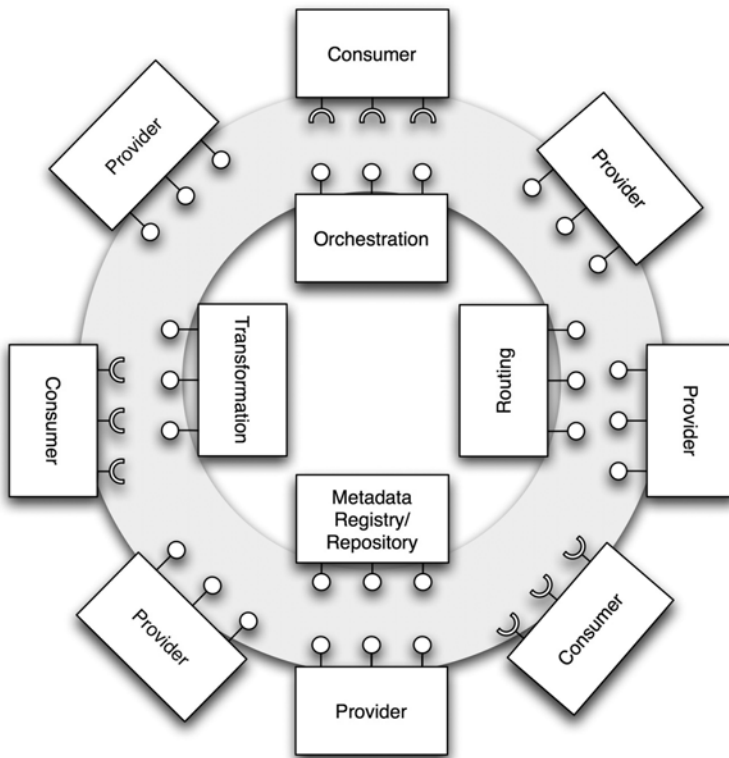 Consumer
Provider
Provider
Orchestration
Transformation
Routing
Consumer
Provider
Metadata
Registry/
Repository
Provider
Consumer
Provider